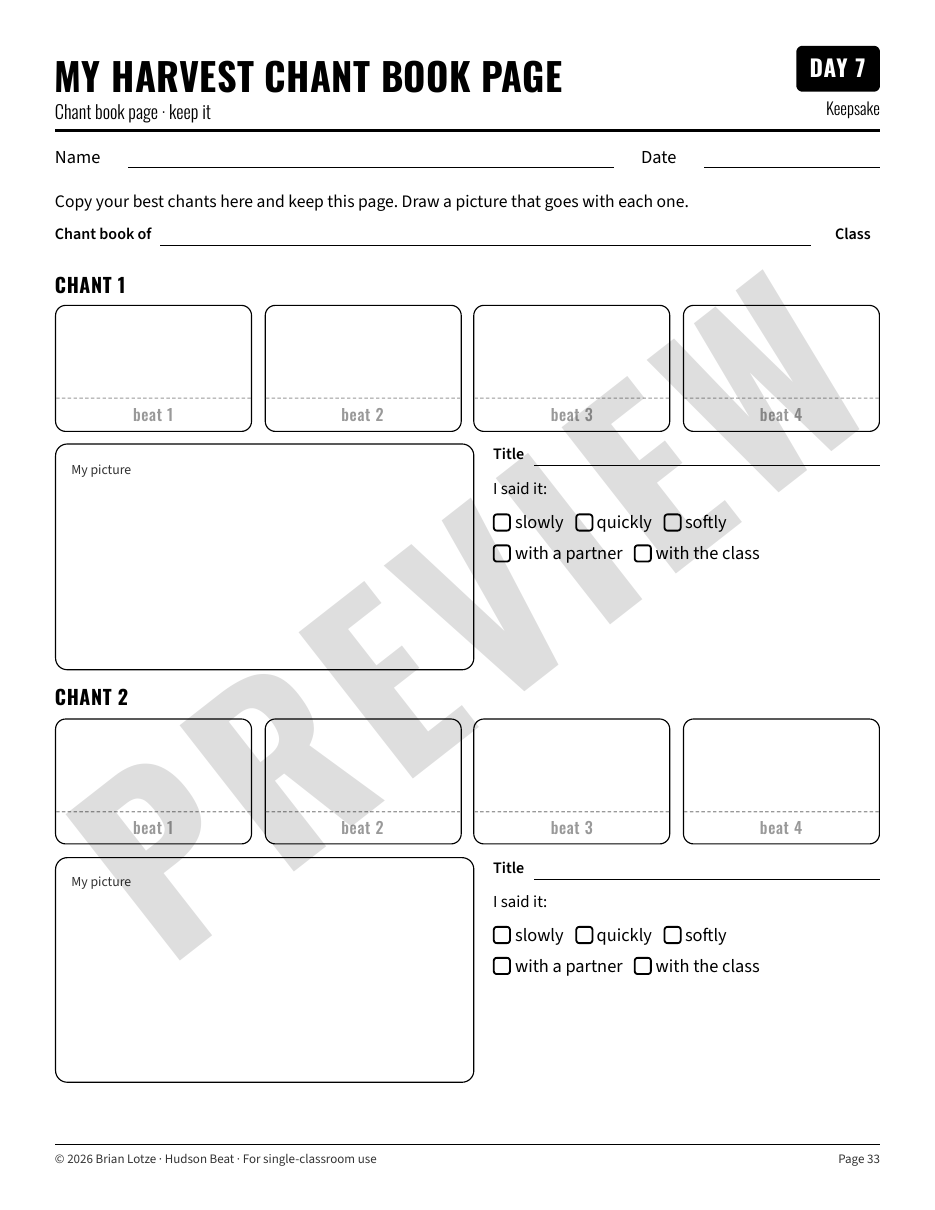 MY HARVEST CHANT BOOK PAGE
DAY 7
Chant book page · keep it
Keepsake
Name Date
Copy your best chants here and keep this page. Draw a picture that goes with each one.
Chant book of Class
CHANT 1
beat 1 beat 2 beat 3 beat 4
My picture
Title
I said it:
slowly quickly softly
with a partner with the class
CHANT 2
beat 1 beat 2 beat 3 beat 4
My picture
Title
I said it:
slowly quickly softly
with a partner with the class
PREVIEW
© 2026 Brian Lotze · Hudson Beat · For single-classroom use
Page 33